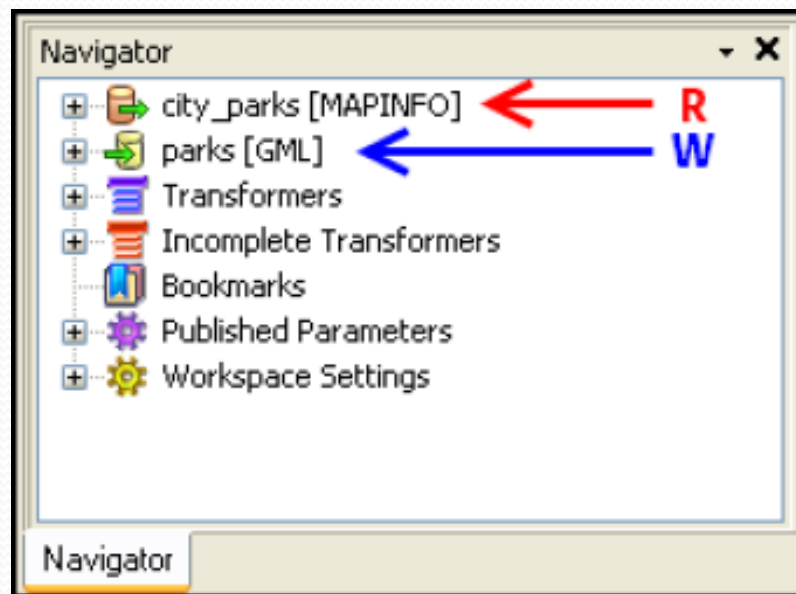 Navigator
city_parks [MAPINFO] R
parks [GML] W
Transformers
Incomplete Transformers
Bookmarks
Published Parameters
Workspace Settings
Navigator